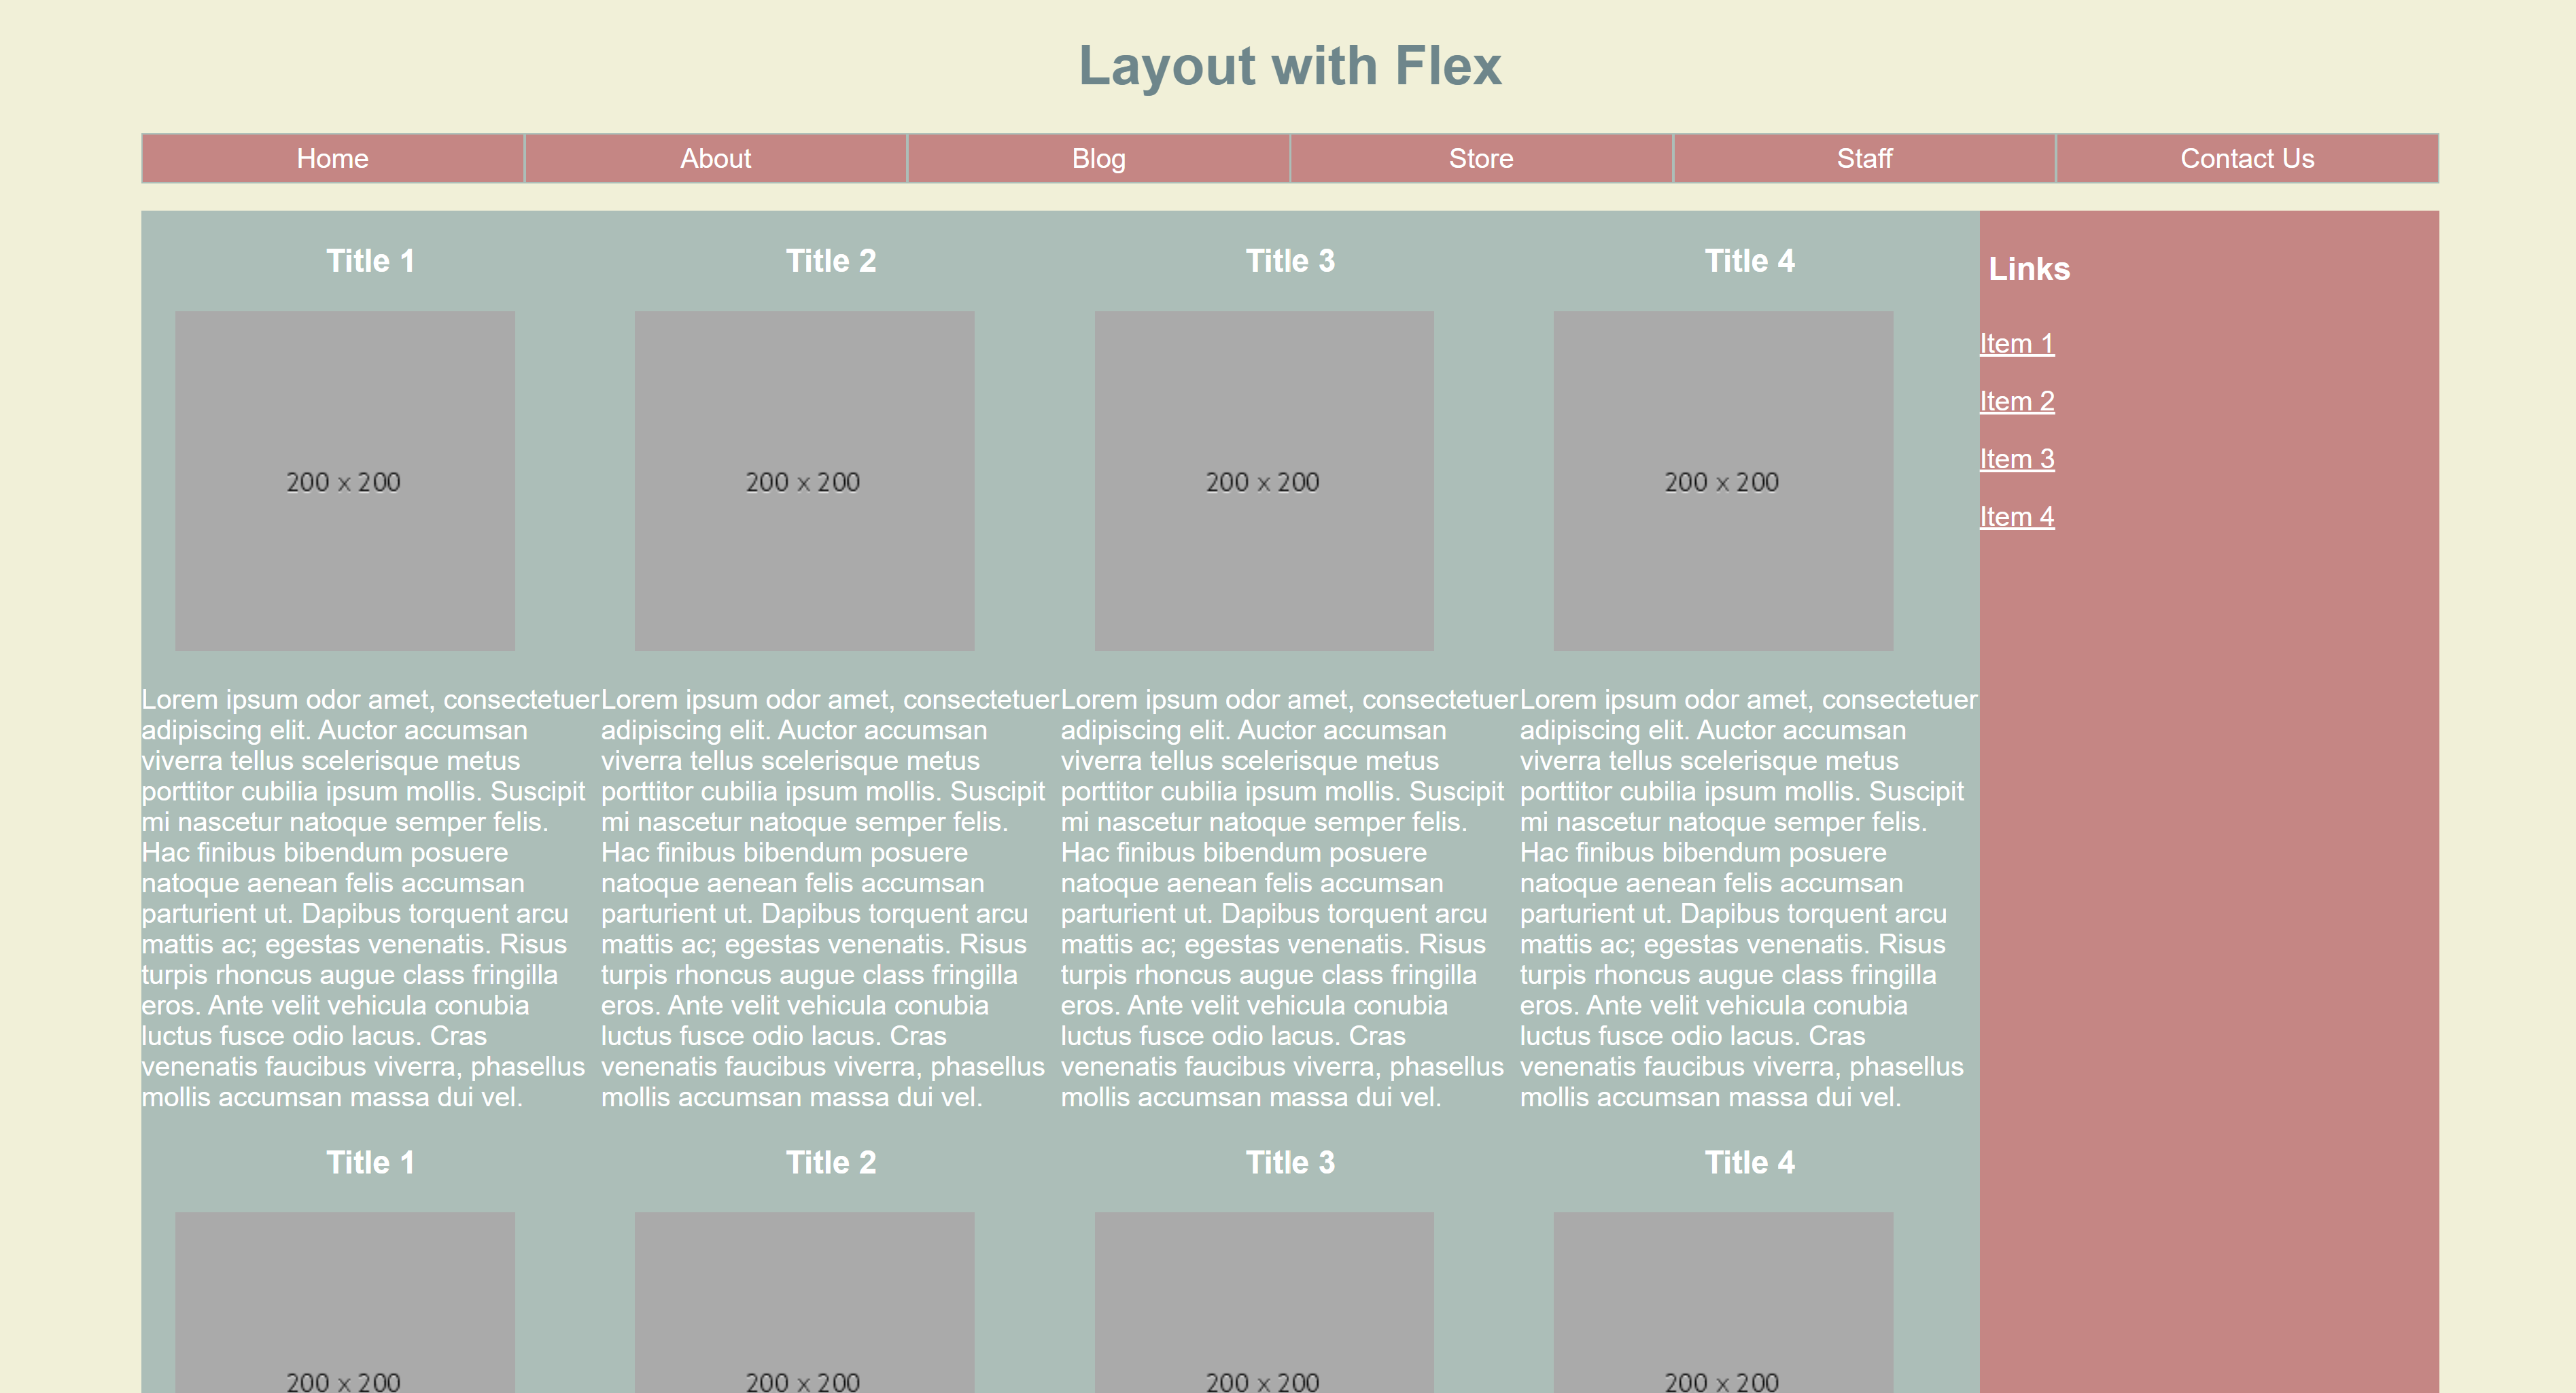 Layout with Flex
Home
About
Blog
Store
Staff
Contact Us
Title 1
200 x 200
Lorem ipsum odor amet, consectetuer
adipiscing elit. Auctor accumsan
viverra tellus scelerisque metus
porttitor cubilia ipsum mollis. Suscipit
mi nascetur natoque semper felis.
Hac finibus bibendum posuere
natoque aenean felis accumsan
parturient ut. Dapibus torquent arcu
mattis ac; egestas venenatis. Risus
turpis rhoncus augue class fringilla
eros. Ante velit vehicula conubia
luctus fusce odio lacus. Cras
venenatis faucibus viverra, phasellus
mollis accumsan massa dui vel.
Title 2
200 x 200
Lorem ipsum odor amet, consectetuer
adipiscing elit. Auctor accumsan
viverra tellus scelerisque metus
porttitor cubilia ipsum mollis. Suscipit
mi nascetur natoque semper felis.
Hac finibus bibendum posuere
natoque aenean felis accumsan
parturient ut. Dapibus torquent arcu
mattis ac; egestas venenatis. Risus
turpis rhoncus augue class fringilla
eros. Ante velit vehicula conubia
luctus fusce odio lacus. Cras
venenatis faucibus viverra, phasellus
mollis accumsan massa dui vel.
Title 3
200 x 200
Lorem ipsum odor amet, consectetuer
adipiscing elit. Auctor accumsan
viverra tellus scelerisque metus
porttitor cubilia ipsum mollis. Suscipit
mi nascetur natoque semper felis.
Hac finibus bibendum posuere
natoque aenean felis accumsan
parturient ut. Dapibus torquent arcu
mattis ac; egestas venenatis. Risus
turpis rhoncus augue class fringilla
eros. Ante velit vehicula conubia
luctus fusce odio lacus. Cras
venenatis faucibus viverra, phasellus
mollis accumsan massa dui vel.
Title 4
200 x 200
Lorem ipsum odor amet, consectetuer
adipiscing elit. Auctor accumsan
viverra tellus scelerisque metus
porttitor cubilia ipsum mollis. Suscipit
mi nascetur natoque semper felis.
Hac finibus bibendum posuere
natoque aenean felis accumsan
parturient ut. Dapibus torquent arcu
mattis ac; egestas venenatis. Risus
turpis rhoncus augue class fringilla
eros. Ante velit vehicula conubia
luctus fusce odio lacus. Cras
venenatis faucibus viverra, phasellus
mollis accumsan massa dui vel.
Title 1
200 x 200
Title 2
200 x 200
Title 3
200 x 200
Title 4
200 x 200
Links
Item 1
Item 2
Item 3
Item 4